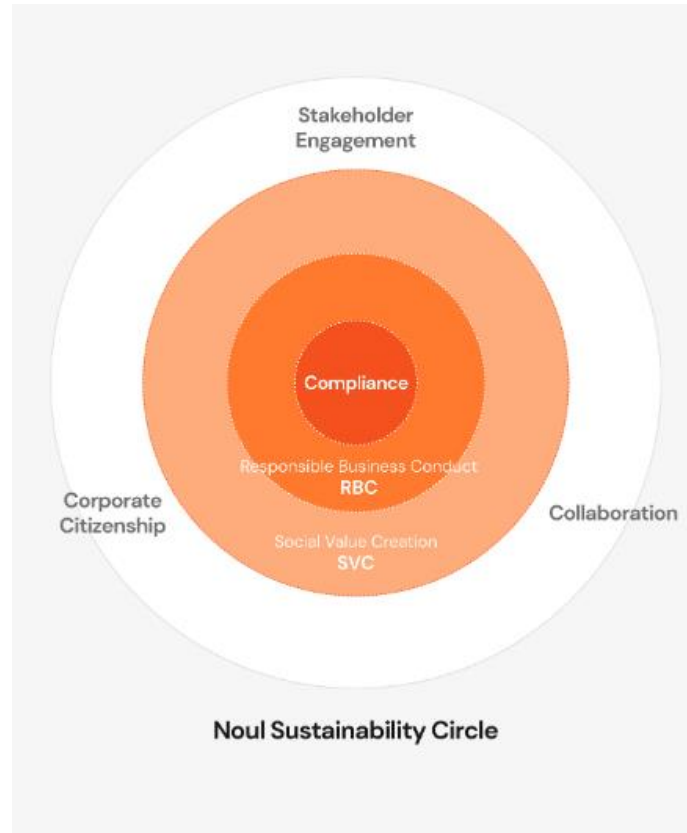 Stakeholder
Engagement
Compliance
Responsible Business Conduct
RBC
Corporate
Citizenship
Collaboration
Social Value Creation
SVC
Noul Sustainability Circle